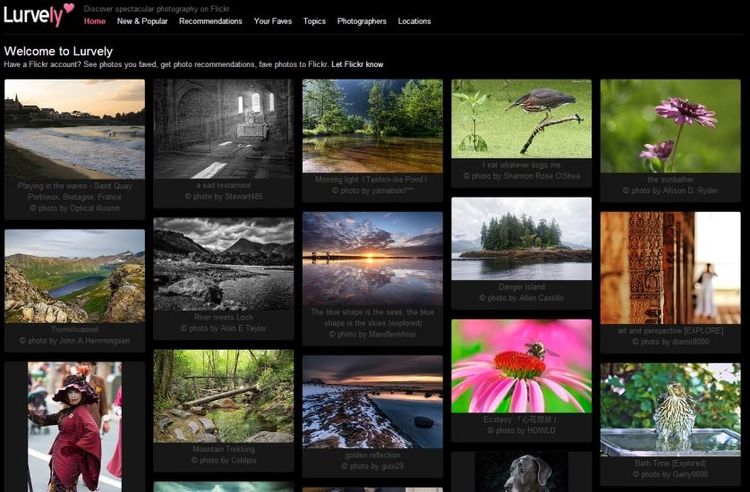 Lurvely
Discover spectacular photography on Flickr.
Home New & Popular Recommendations Your Faves Topics Photographers Locations
Welcome to Lurvely
Have a Flickr account? See photos you faved, get photo recommendations, fave photos to Flickr. Let Flickr know
Playing in the waves - Saint Quay
Portrieux, Bretagne, France
© photo by Optical illusion
a sad testament
© photo by Stewart485
Morning light (Tashiro-ike Pond)
© photo by yamabuki***
I eat whatever bugs me
© photo by Shannon Rose O'Shea
the sunbather
© photo by Allison D. Ryder
Tromwkoannet
© photo by John A.Hemmingsen
River meets Loch
© photo by Alan E Taylor
The blue shape is the seas, the blue
shape is the skies (explored)
© photo by Mandlenkhosi
Danger Island
© photo by Allen Castillo
art and perspective [EXPLORE]
© photo by diamir8000
Mountain Trekking
© photo by Coldpix
golden reflection
© photo by guix29
Ecstasy 「心花怒放」
© photo by HOWLD
Bath Time [Explored]
© photo by Garry9600